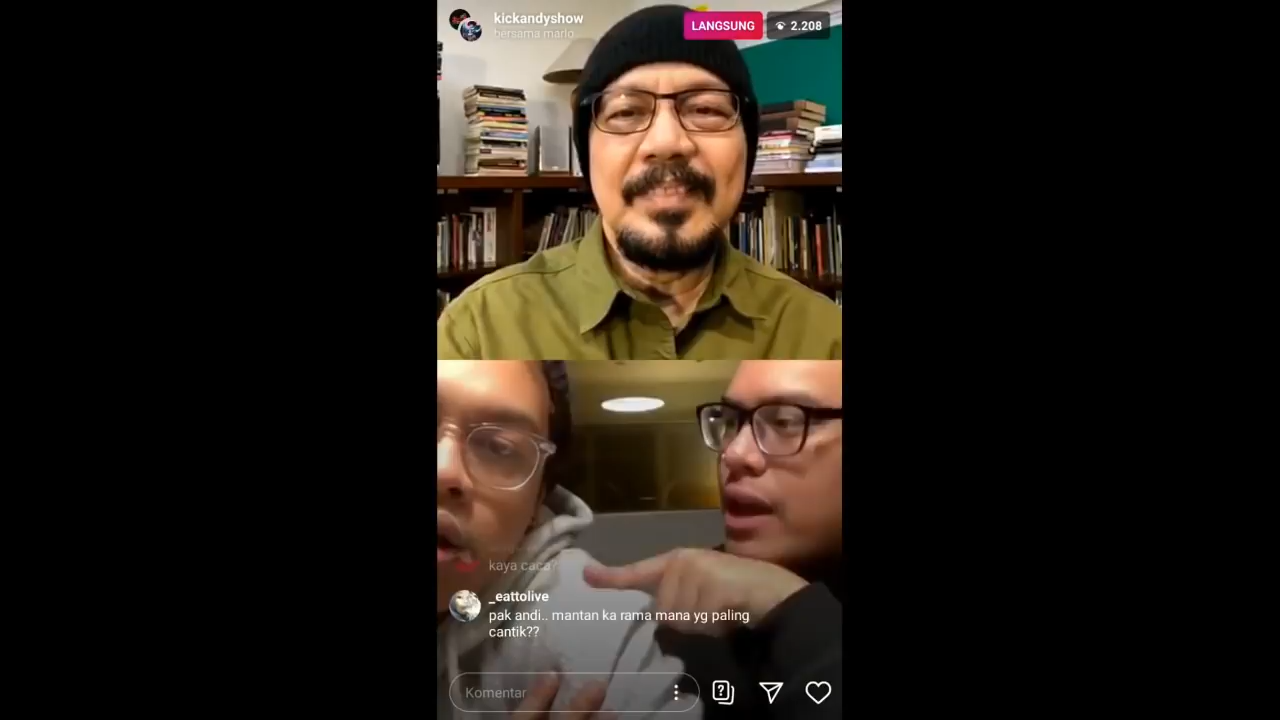 kickandyshow
bersama marlo
LANGSUNG
2.208
kaya caca?
_eattolive
pak andi.. mantan ka rama mana yg paling
cantik??
Komentar
?